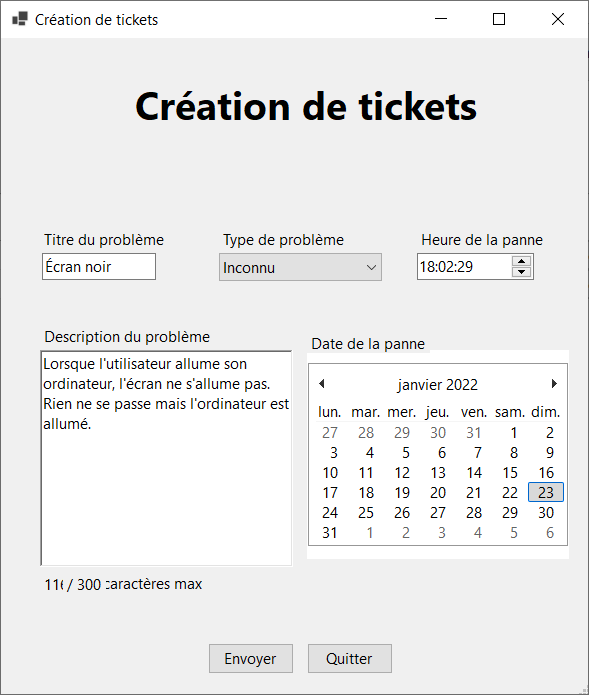 Création de tickets
Création de tickets
Titre du problème Type de problème Heure de la panne
Écran noir Inconnu 18:02:29
Description du problème
Lorsque l'utilisateur allume son
ordinateur, l'écran ne s'allume pas.
Rien ne se passe mais l'ordinateur est
allumé.
Date de la panne
janvier 2022
lun. mar. mer. jeu. ven. sam. dim.
27 28 29 30 31 1 2
3 4 5 6 7 8 9
10 11 12 13 14 15 16
17 18 19 20 21 22 23
24 25 26 27 28 29 30
31 1 2 3 4 5 6
116 / 300 caractères max
Envoyer Quitter